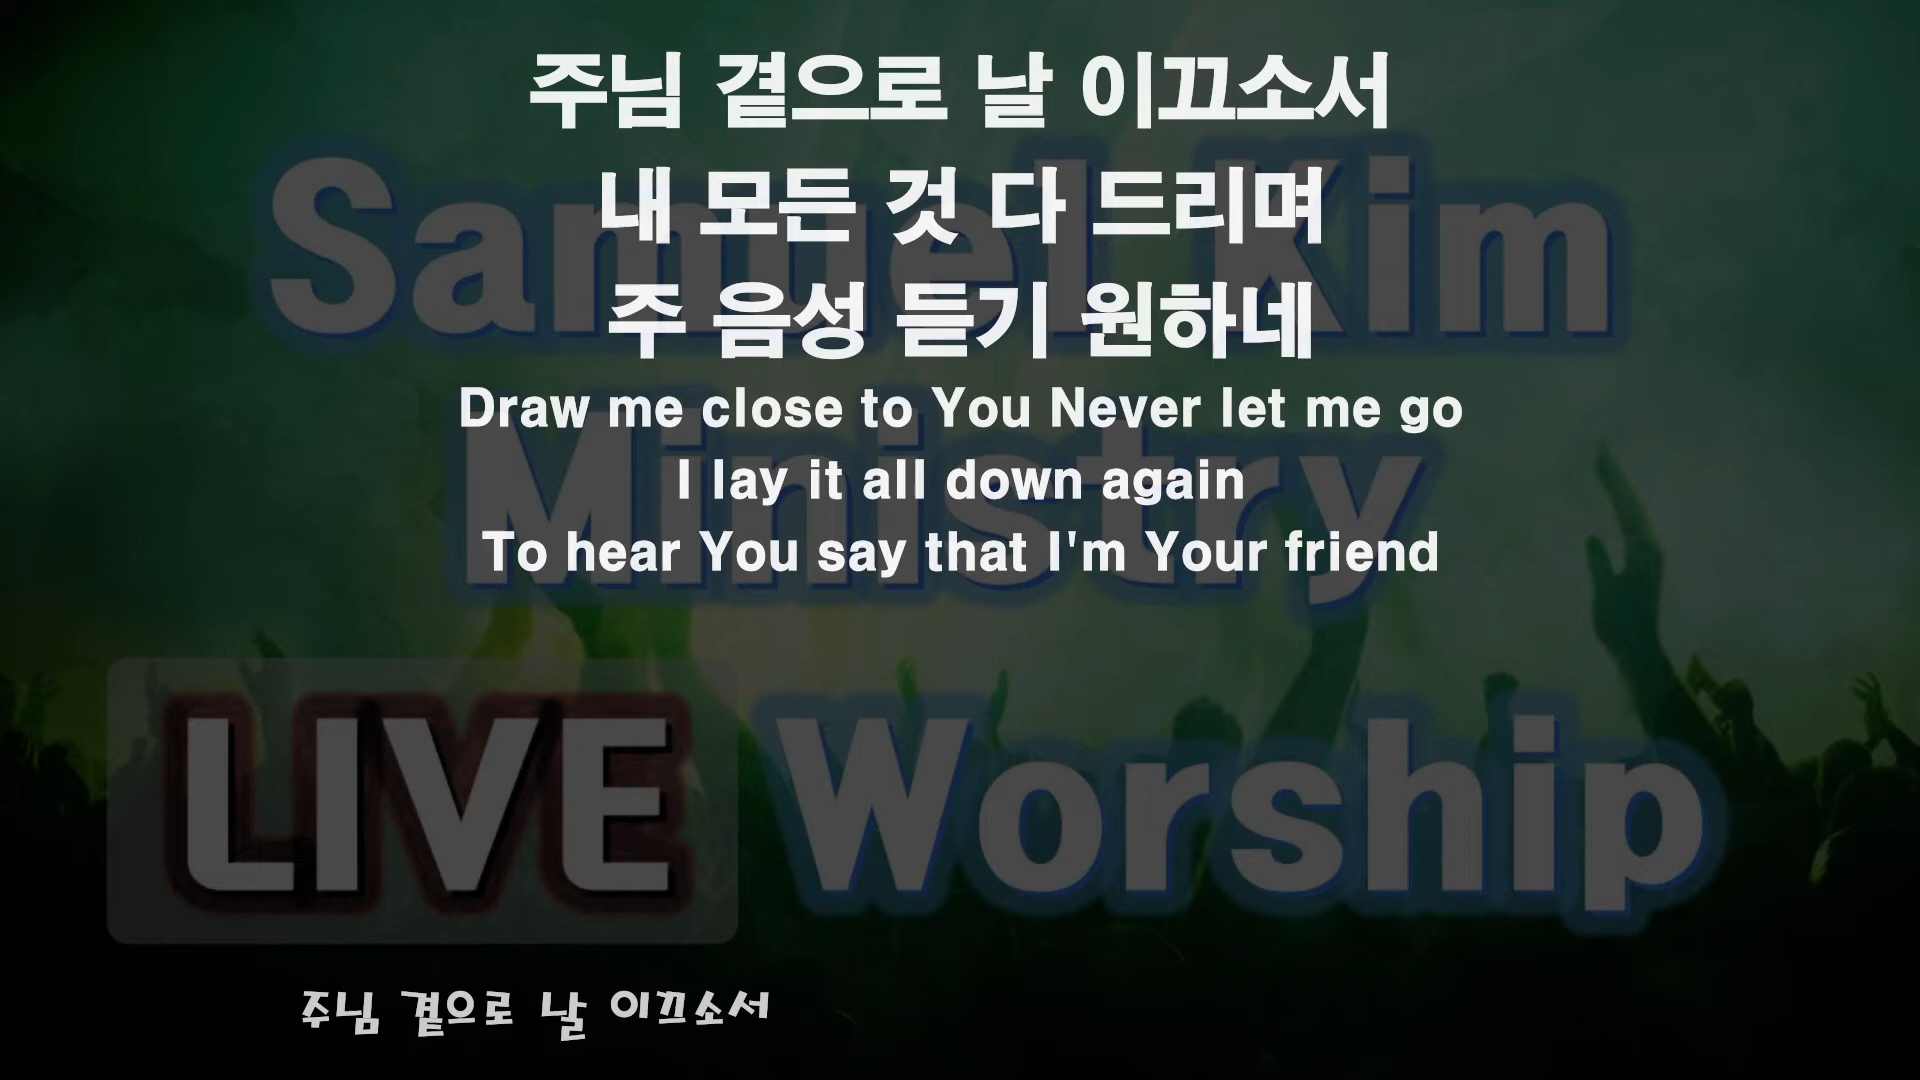 주님 곁으로 날 이끄소서
내 모든 것 다 드리며
주 음성 듣기 원하네
Draw me close to You Never let me go
I lay it all down again
To hear You say that I'm Your friend
Samuel Kim
Ministry
LIVE Worship
주님 곁으로 날 이끄소서